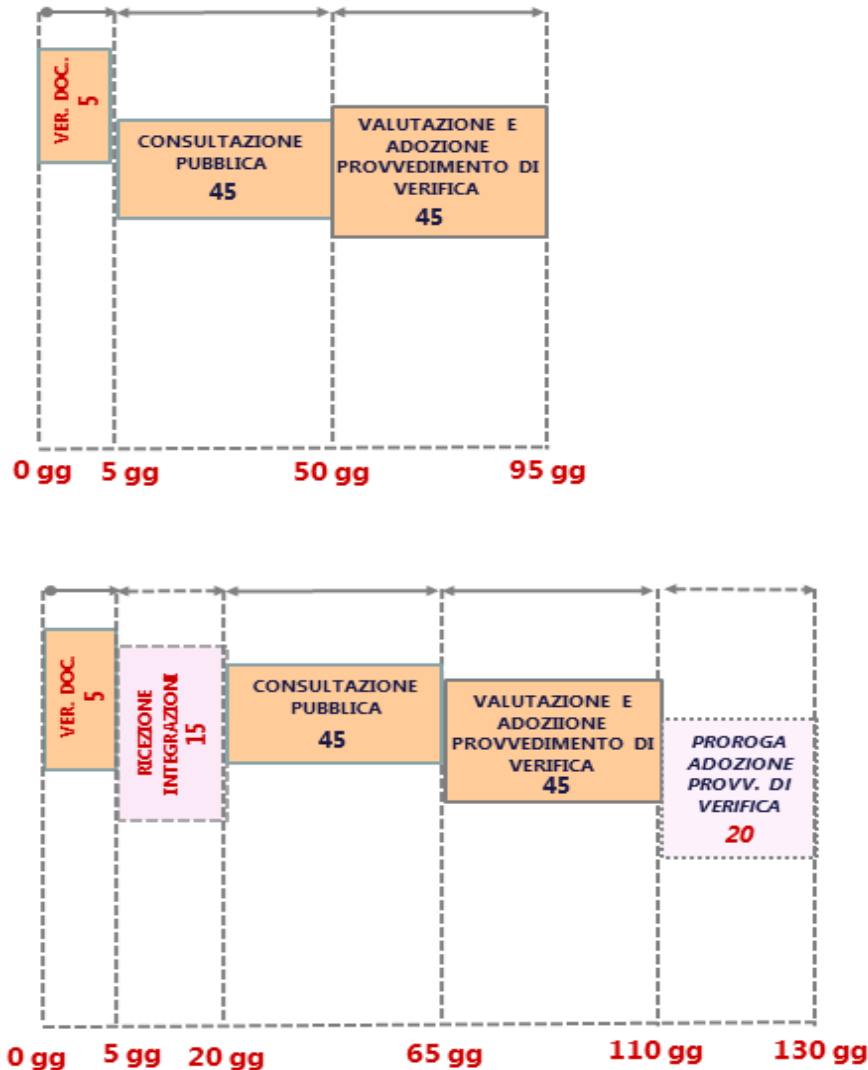 VER. DOC..
5
CONSULTAZIONE
PUBBLICA
45
VALUTAZIONE E
ADOZIONE
PROVVEDIMENTO DI
VERIFICA
45
0 gg
5 gg
50 gg
95 gg
VER. DOC.
5
RICEZIONE
INTEGRAZIONI
15
CONSULTAZIONE
PUBBLICA
45
VALUTAZIONE E
ADOZIIONE
PROVVEDIMENTO DI
VERIFICA
45
PROROGA
ADOZIONE
PROVV. DI
VERIFICA
20
0 gg
5 gg
20 gg
65 gg
110 gg
130 gg